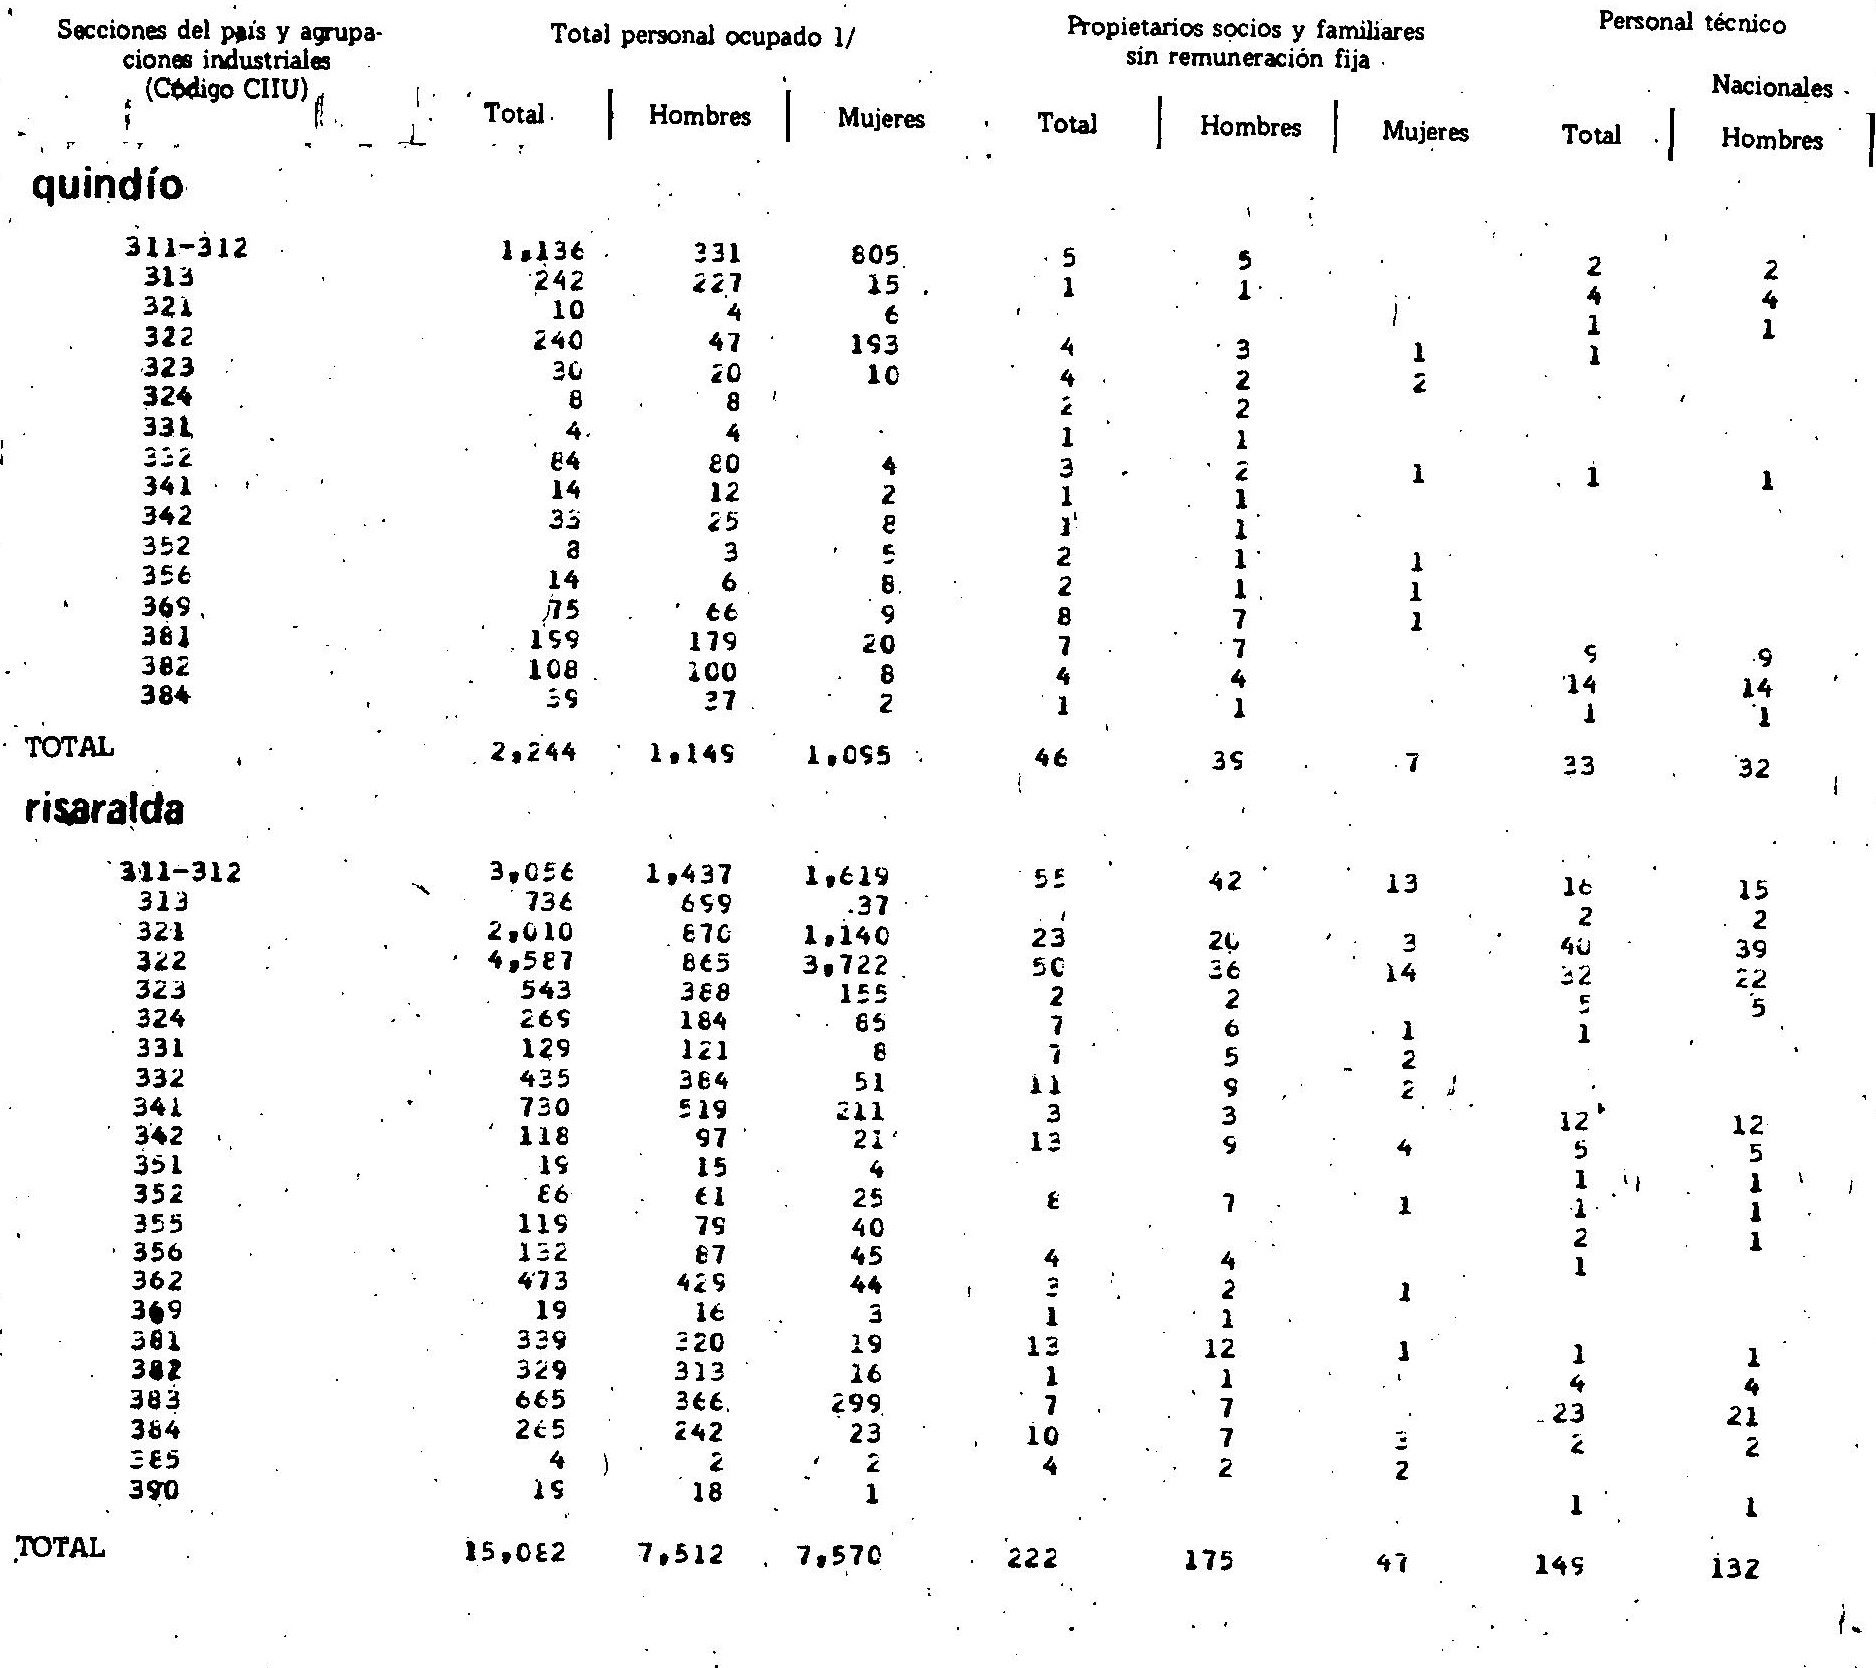 Secciones del país y agrupa- Total personal ocupado 1/ Propietarios socios y familiares Personal técnico
ciones industriales sin remuneración fija
(Código CIIU) Nacionales
Total Hombres Mujeres Total Hombres Mujeres Total Hombres
quindío
311-312 1,136 331 805 5 5 2 2
313 242 227 15 1 1 4 4
321 10 4 6 1 1
322 240 47 193 4 3 1 1
323 30 20 10 4 2 2
324 8 8 2 2
331 4 4 1 1
332 84 80 4 3 2 1 1 1
341 14 12 2 1 1
342 33 25 8 1 1
352 8 3 5 2 1 1
356 14 6 8 2 1 1
369 75 66 9 8 7 1
381 199 179 20 7 7 9 9
382 108 100 8 4 4 14 14
384 39 37 2 1 1 1 1
TOTAL 2,244 1,149 1,095 46 39 7 33 32
risaralda
311-312 3,056 1,437 1,619 55 42 13 16 15
313 736 699 37 2 2
321 2,010 870 1,140 23 20 3 40 39
322 4,587 865 3,722 50 36 14 32 22
323 543 388 155 2 2 5 5
324 269 184 85 7 6 1 1
331 129 121 8 7 5 2
332 435 384 51 11 9 2
341 730 519 211 3 3 12 12
342 118 97 21 13 9 4 5 5
351 19 15 4 1 1
352 86 61 25 8 7 1 1 1
355 119 79 40 2 1
356 132 87 45 4 4 1
362 473 429 44 3 2 1
369 19 16 3 1 1
381 339 320 19 13 12 1 1 1
382 329 313 16 1 1 4 4
383 665 366 299 7 7 23 21
384 265 242 23 10 7 3 2 2
385 4 2 2 4 2 2
390 19 18 1 1 1
TOTAL 15,082 7,512 7,570 222 175 47 149 132